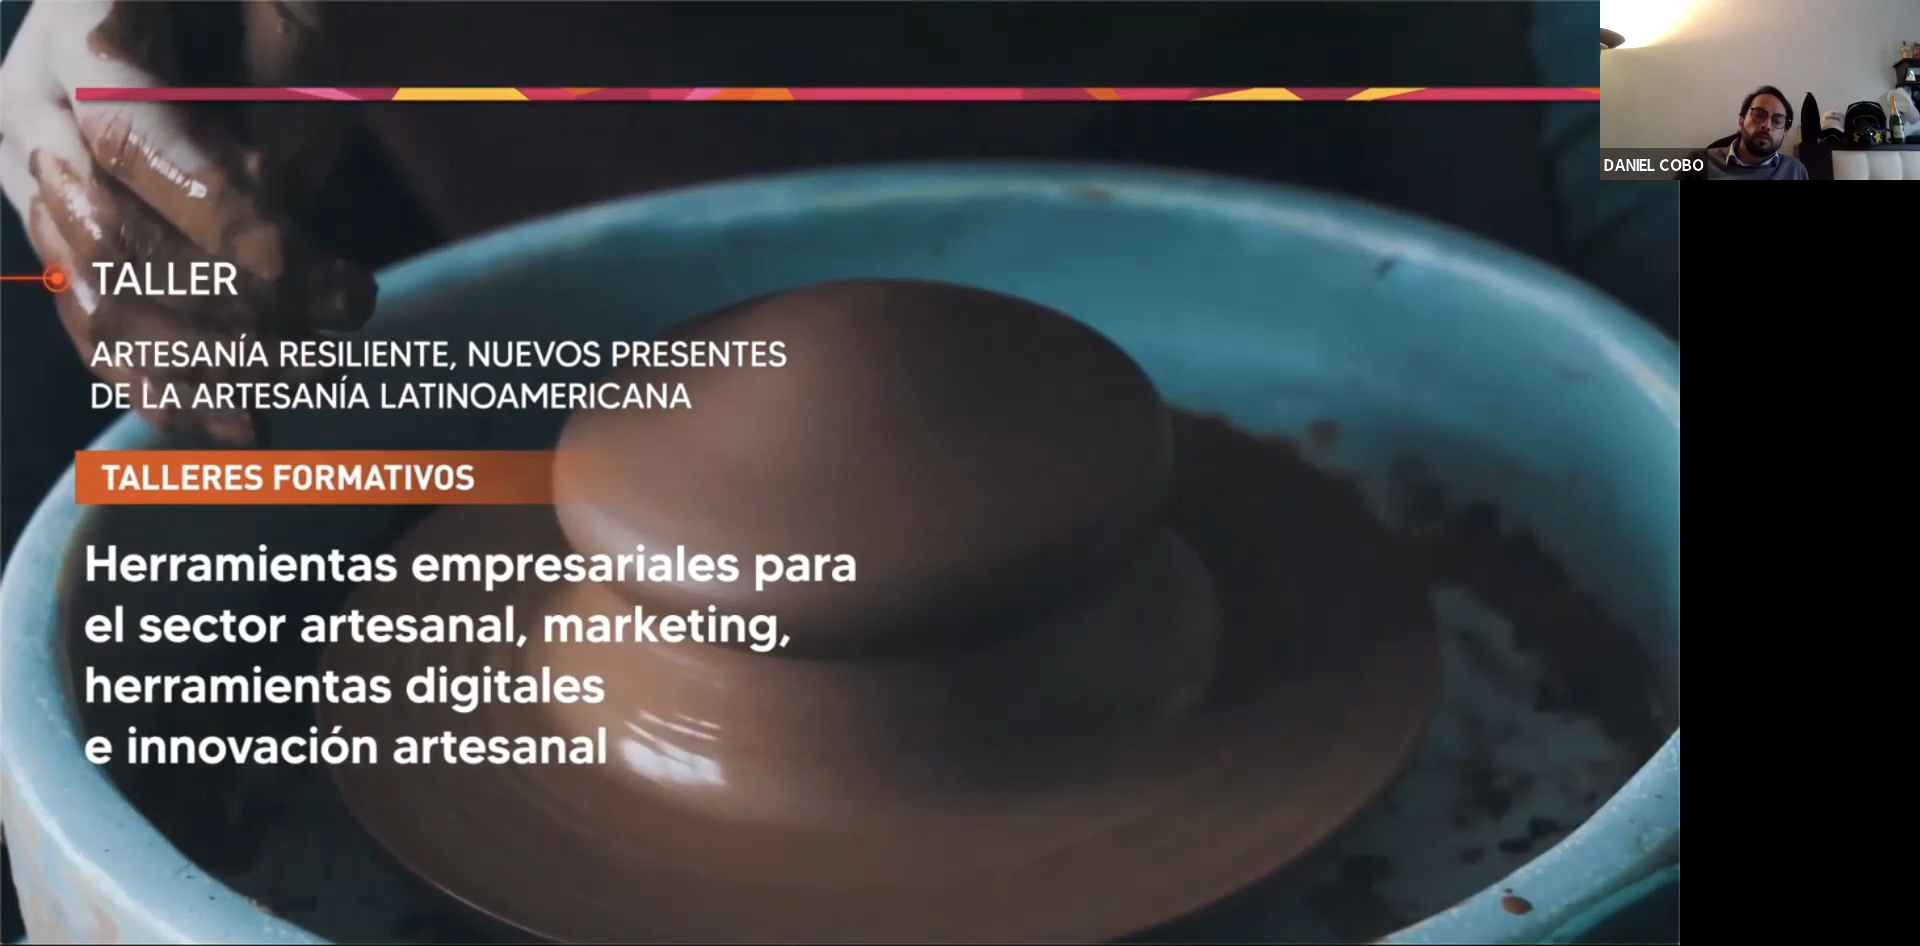 TALLER
ARTESANÍA RESILIENTE, NUEVOS PRESENTES
DE LA ARTESANÍA LATINOAMERICANA
TALLERES FORMATIVOS
Herramientas empresariales para
el sector artesanal, marketing,
herramientas digitales
e innovación artesanal
DANIEL COBO